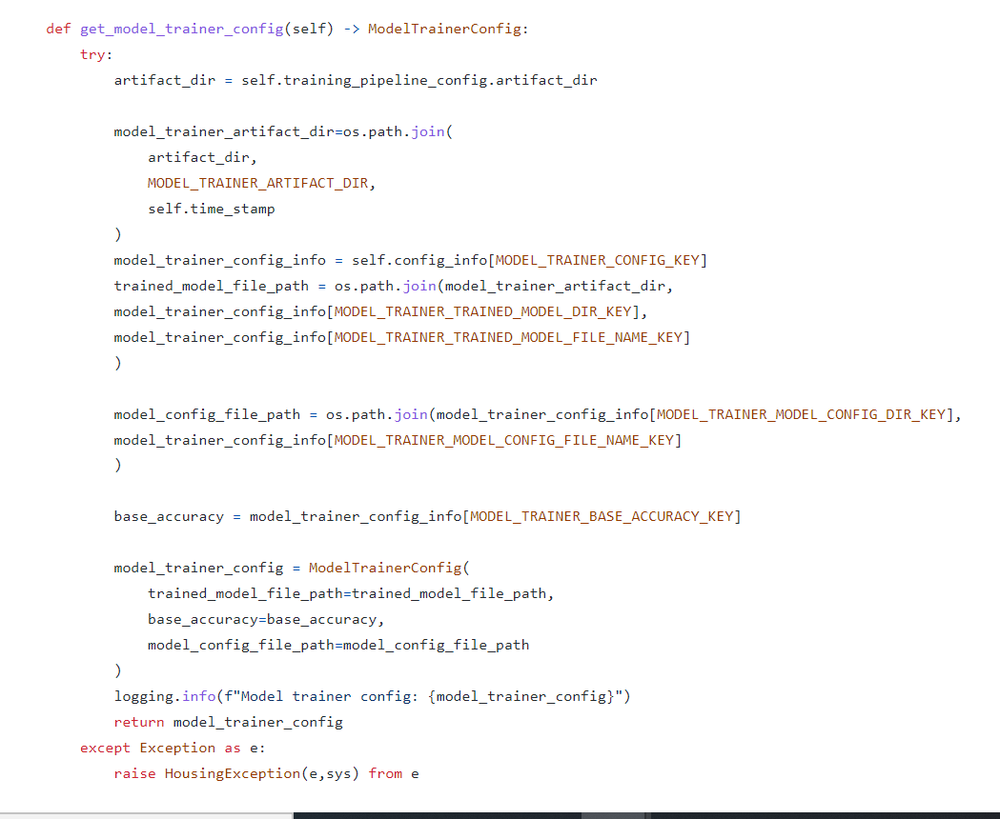 def get_model_trainer_config(self) -> ModelTrainerConfig:
try:
artifact_dir = self.training_pipeline_config.artifact_dir
model_trainer_artifact_dir=os.path.join(
artifact_dir,
MODEL_TRAINER_ARTIFACT_DIR,
self.time_stamp
)
model_trainer_config_info = self.config_info[MODEL_TRAINER_CONFIG_KEY]
trained_model_file_path = os.path.join(model_trainer_artifact_dir,
model_trainer_config_info[MODEL_TRAINER_TRAINED_MODEL_DIR_KEY],
model_trainer_config_info[MODEL_TRAINER_TRAINED_MODEL_FILE_NAME_KEY]
)
model_config_file_path = os.path.join(model_trainer_config_info[MODEL_TRAINER_MODEL_CONFIG_DIR_KEY],
model_trainer_config_info[MODEL_TRAINER_MODEL_CONFIG_FILE_NAME_KEY]
)
base_accuracy = model_trainer_config_info[MODEL_TRAINER_BASE_ACCURACY_KEY]
model_trainer_config = ModelTrainerConfig(
trained_model_file_path=trained_model_file_path,
base_accuracy=base_accuracy,
model_config_file_path=model_config_file_path
)
logging.info(f"Model trainer config: {model_trainer_config}")
return model_trainer_config
except Exception as e:
raise HousingException(e,sys) from e